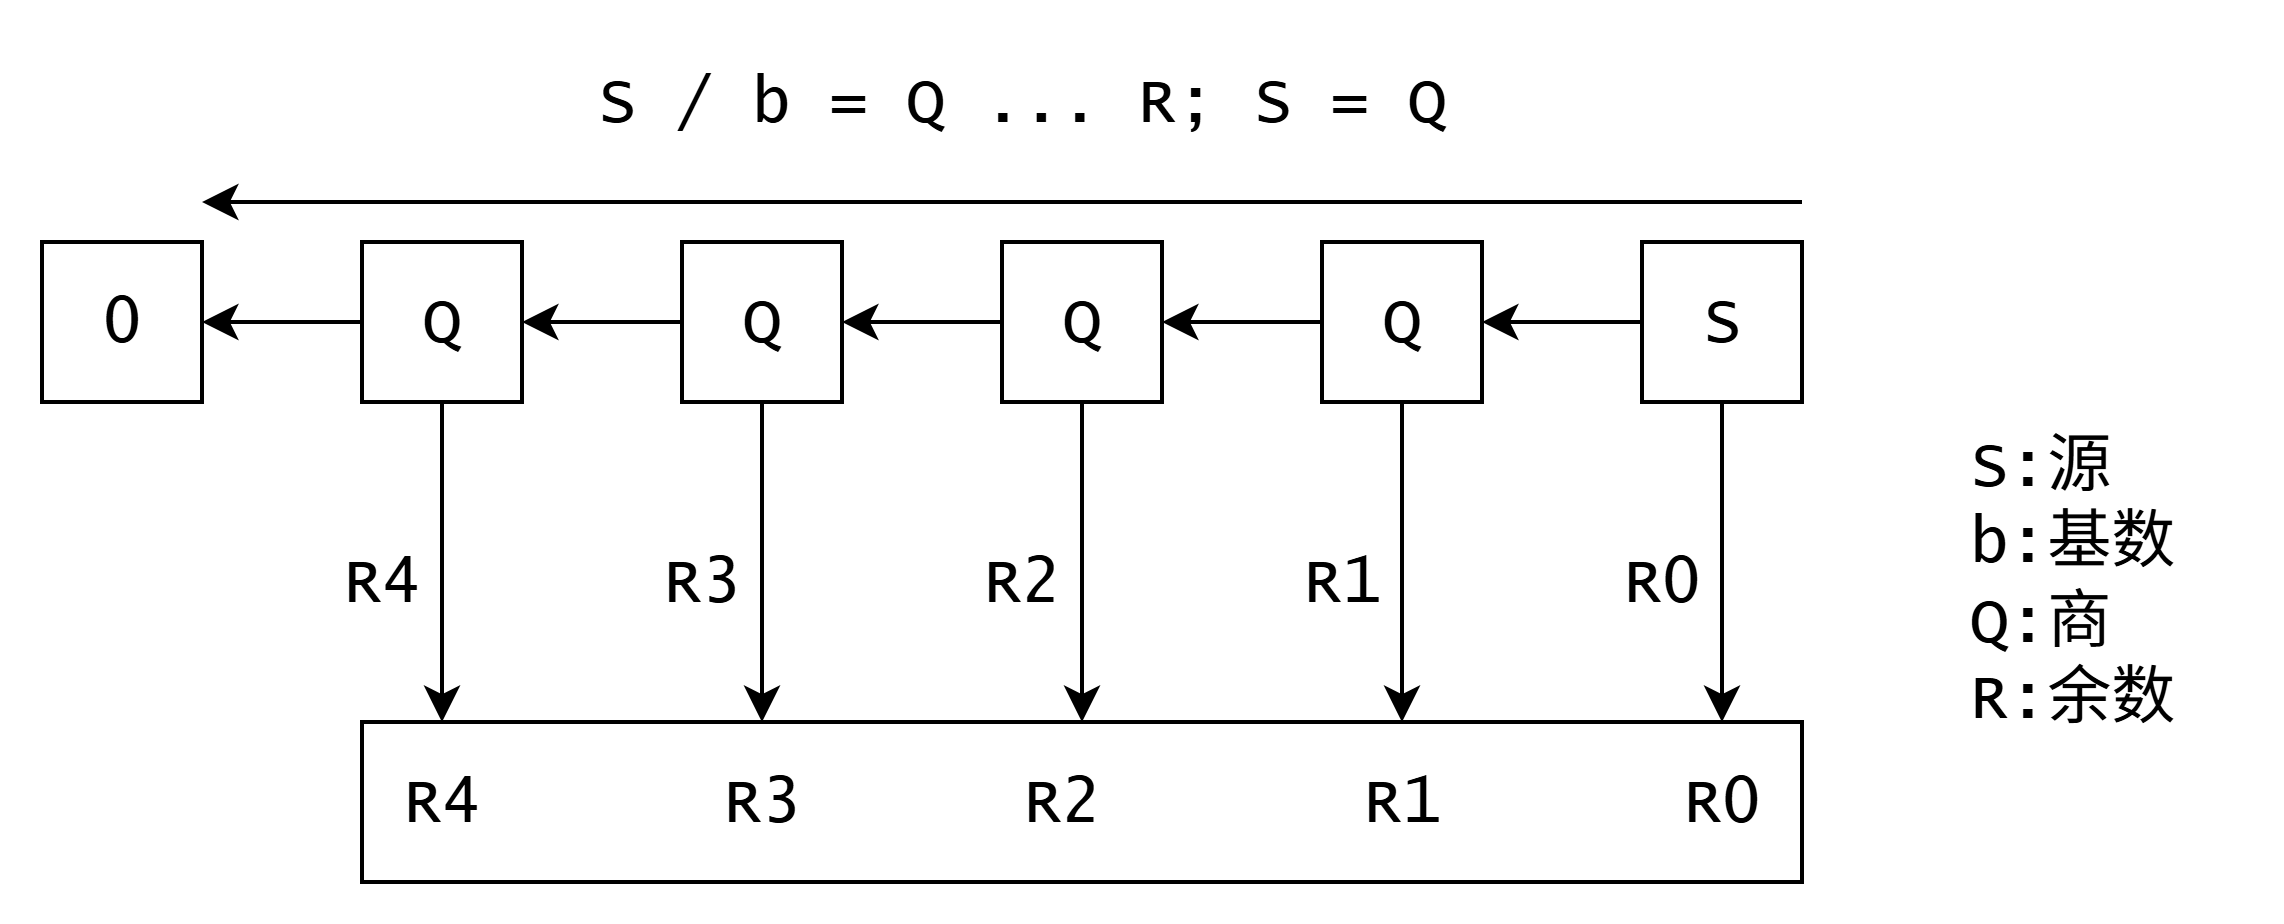 S / b = Q ... R; S = Q
0 Q Q Q Q S
R4 R3 R2 R1 R0
R4 R3 R2 R1 R0
S:源
b:基数
Q:商
R:余数